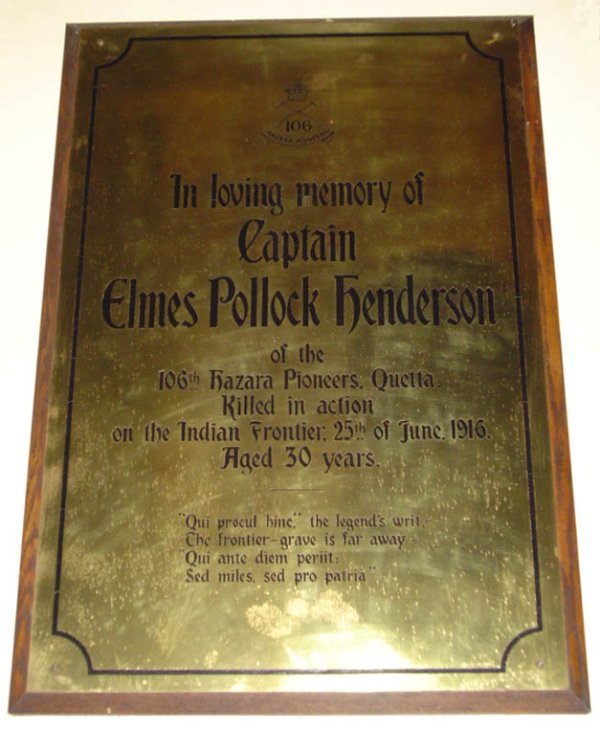 106
HAZARA PIONEERS
In loving memory of
Captain
Elmes Pollock Henderson
of the
106th Hazara Pioneers, Quetta.
Killed in action
on the Indian Frontier, 25th of June, 1916.
Aged 30 years.
"Qui procul hinc," the legend's writ,—
The frontier-grave is far away—
"Qui ante diem periit:
Sed miles, sed pro patria"